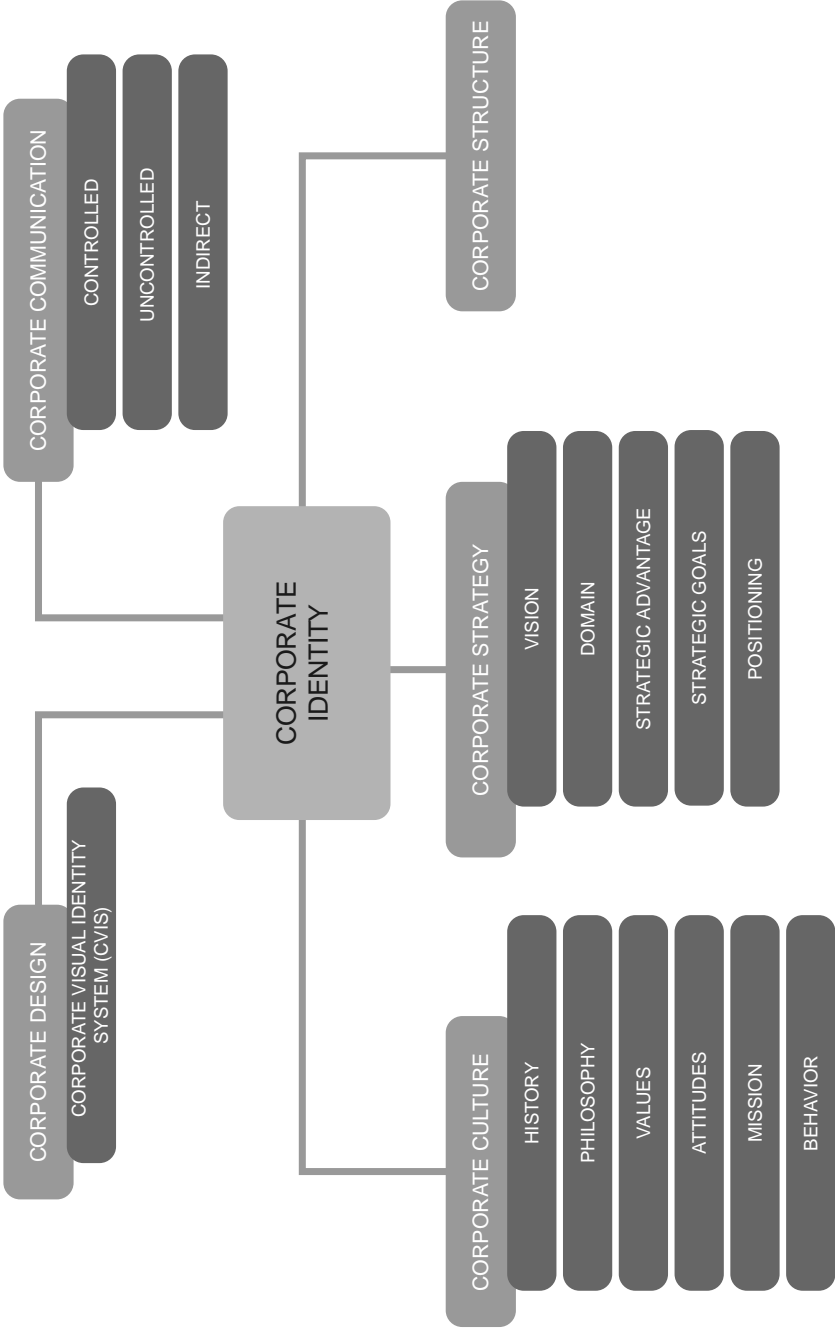 CORPORATE DESIGN
CORPORATE VISUAL IDENTITY
SYSTEM (CVIS)
CORPORATE COMMUNICATION
CONTROLLED
UNCONTROLLED
INDIRECT
CORPORATE
IDENTITY
CORPORATE CULTURE
HISTORY
PHILOSOPHY
VALUES
ATTITUDES
MISSION
BEHAVIOR
CORPORATE STRATEGY
VISION
DOMAIN
STRATEGIC ADVANTAGE
STRATEGIC GOALS
POSITIONING
CORPORATE STRUCTURE